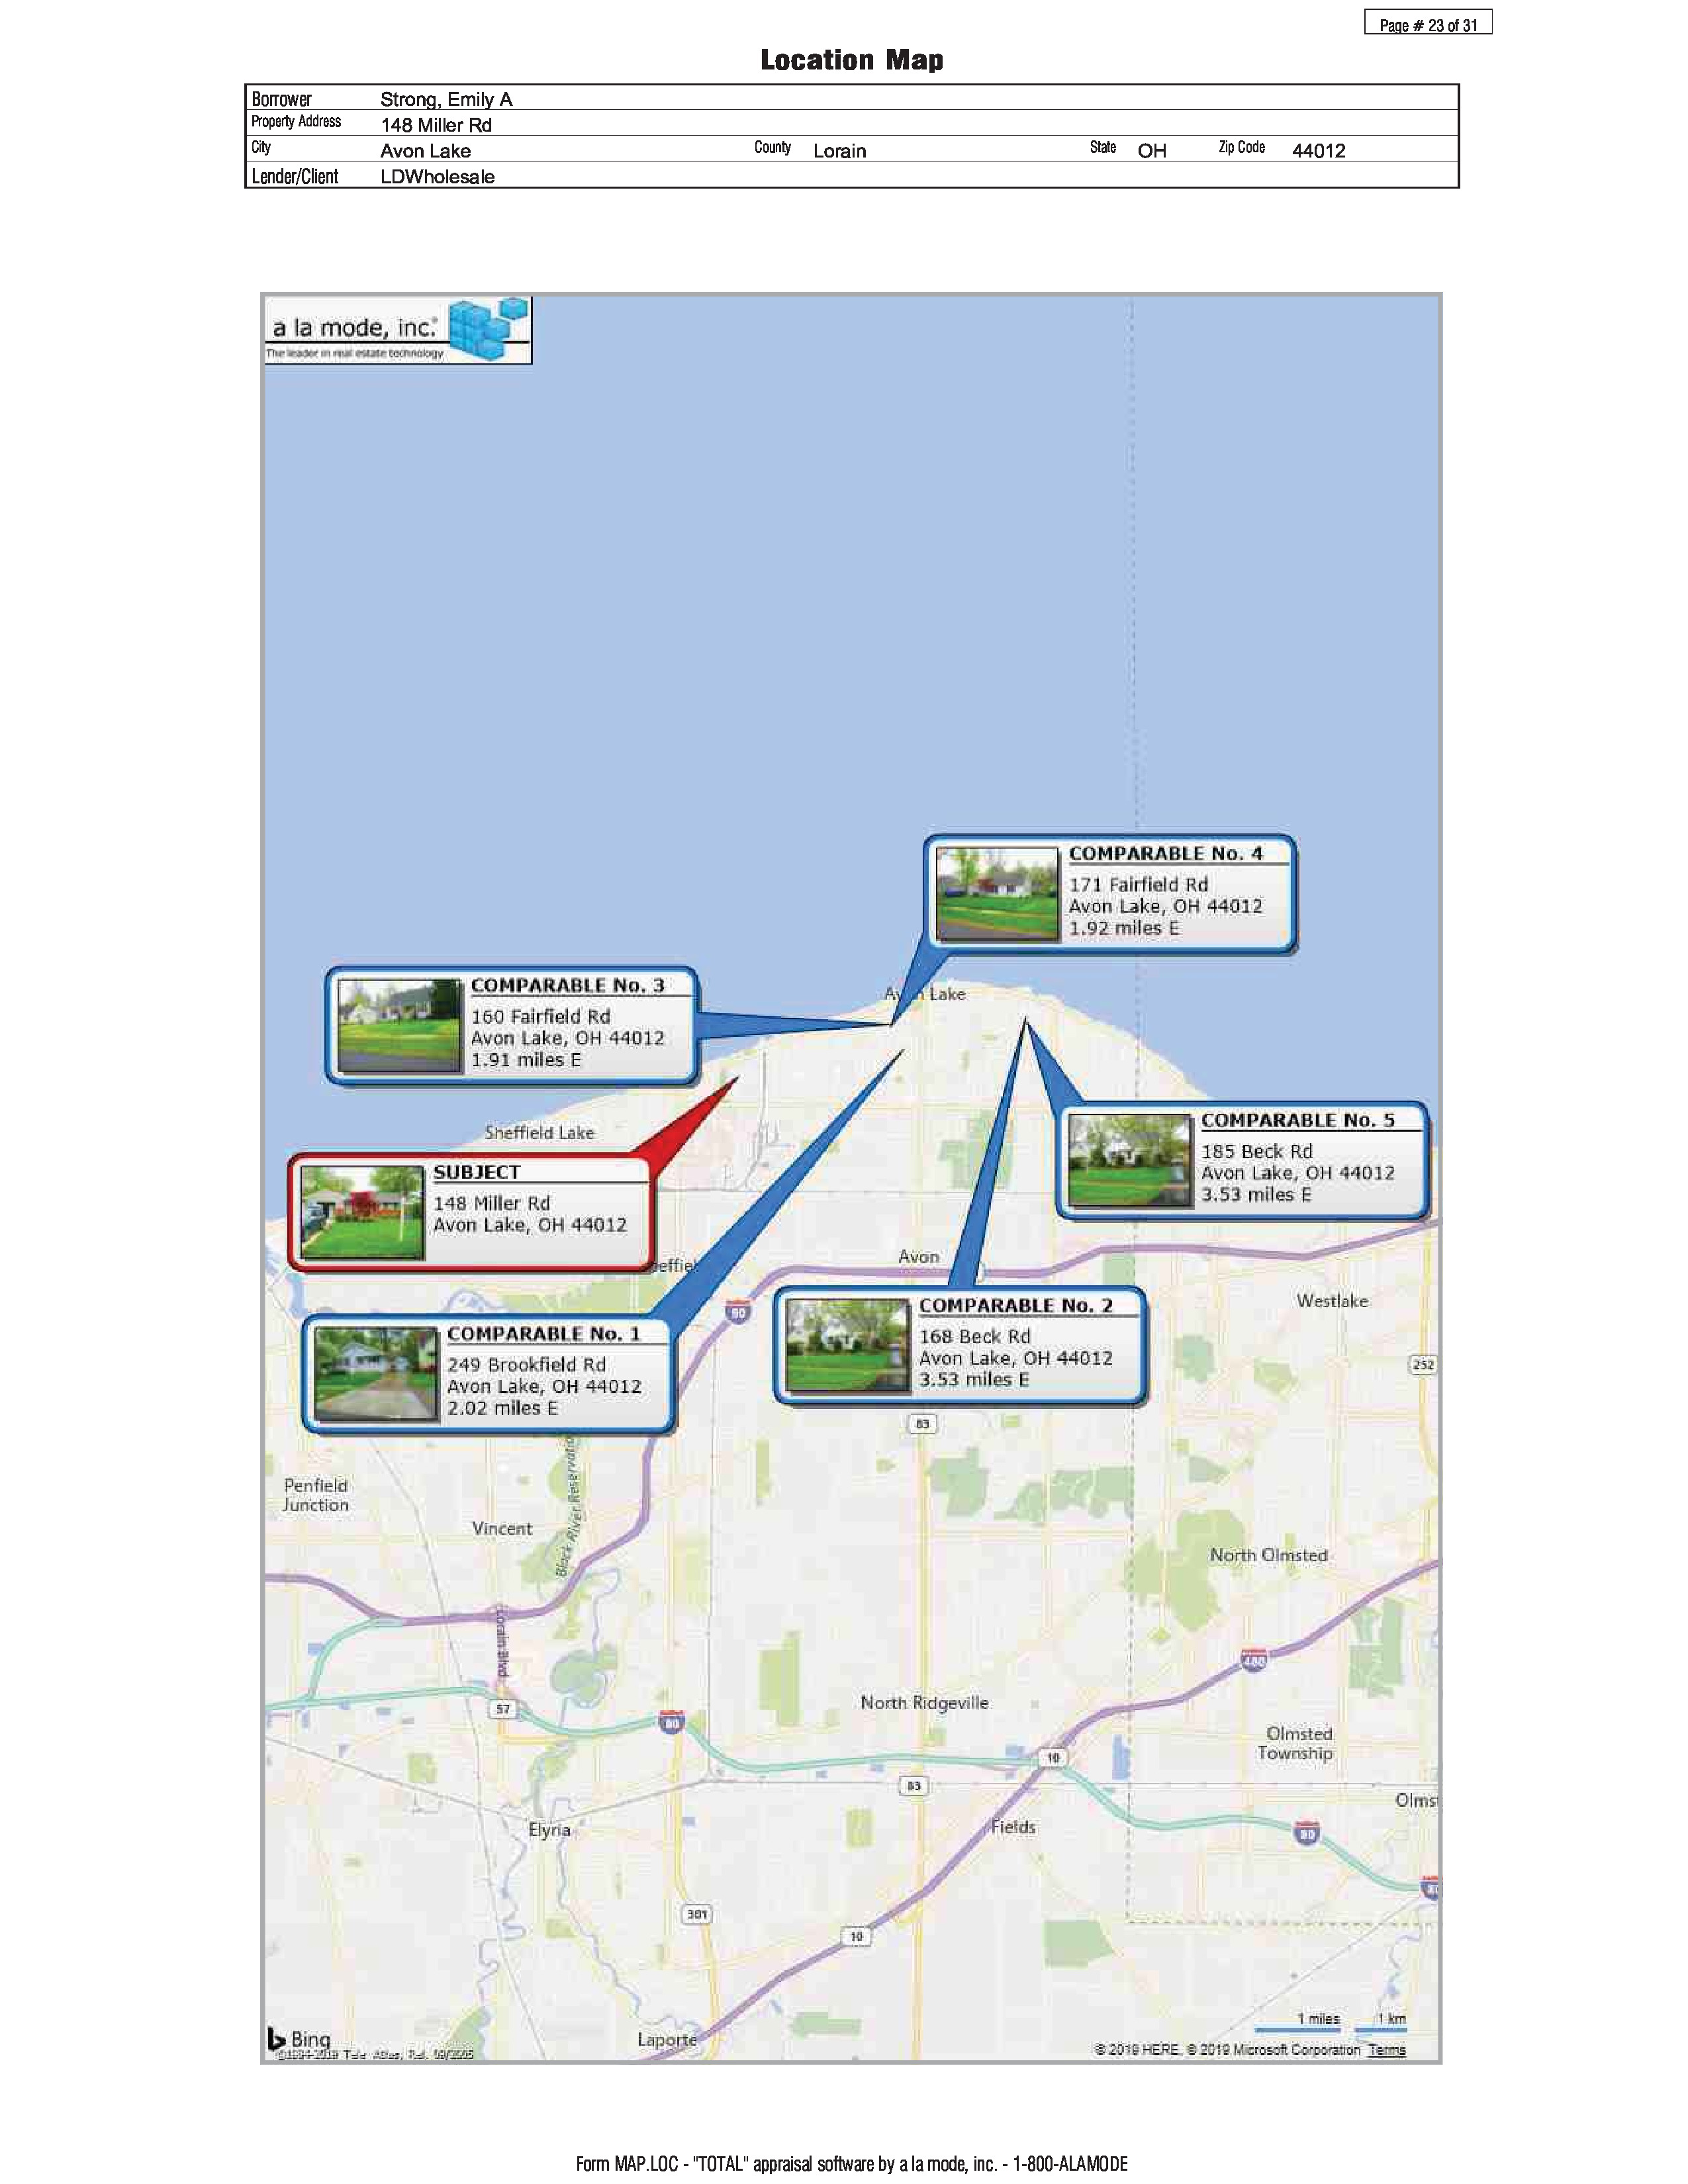 Page # 23 of 31
Location Map
Borrower Strong, Emily A
Property Address 148 Miller Rd
City Avon Lake County Lorain State OH Zip Code 44012
Lender/Client LDWholesale
a la mode, inc.®
The leader in real estate technology
COMPARABLE No. 4
171 Fairfield Rd
Avon Lake, OH 44012
1.92 miles E
COMPARABLE No. 3
160 Fairfield Rd
Avon Lake, OH 44012
1.91 miles E
Lake
Sheffield Lake
COMPARABLE No. 5
185 Beck Rd
Avon Lake, OH 44012
3.53 miles E
SUBJECT
148 Miller Rd
Avon Lake, OH 44012
Avon
90
Westlake
COMPARABLE No. 2
168 Beck Rd
Avon Lake, OH 44012
3.53 miles E
COMPARABLE No. 1
249 Brookfield Rd
Avon Lake, OH 44012
2.02 miles E
252
83
Penfield
Junction
Vincent
Black River Reservatio
North Olmsted
Lorain Blvd
480
57
North Ridgeville
80
Olmsted
Township
10
83
Olms
Elyria
Fields
80
301
10
Laporte
1 miles 1 km
Bing
©1984-2019 Tele Atlas, Rel. 09/2005
© 2019 HERE, © 2019 Microsoft Corporation Terms
Form MAP.LOC - "TOTAL" appraisal software by a la mode, inc. - 1-800-ALAMODE